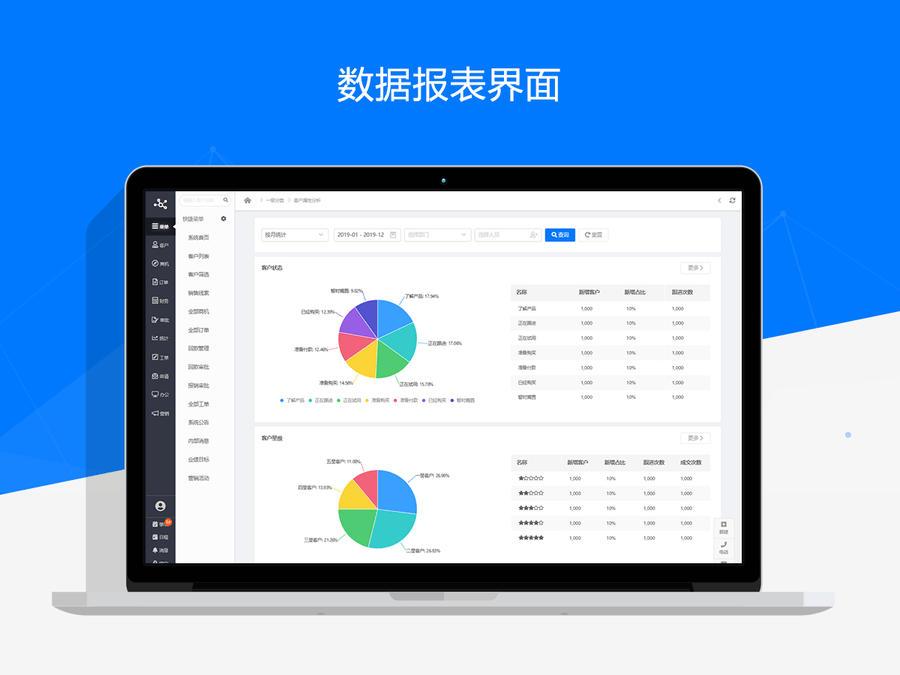 数据报表界面
一级分类
客户属性分析
快捷菜单
系统首页
客户列表
客户筛选
销售线索
全部商机
全部订单
回款管理
回款审批
报销审批
全部工单
系统公告
内部消息
业绩目标
营销活动
菜单
客户
商机
订单
财务
审批
统计
工单
办公
营销
日程
消息
按月统计
2019-01 - 2019-12
选择部门
选择人员
查询
重置
客户状态
更多
暂时搁置: 9.02%
了解产品: 17.94%
已经购买: 12.39%
正在跟进: 17.06%
准备付款: 12.46%
准备购买: 14.56%
正在试用: 15.78%
了解产品 正在跟进 正在试用 准备购买 准备付款 已经购买 暂时搁置
名称 新增客户 新增占比 跟进次数
了解产品 1,000 10% 1,000
正在跟进 1,000 10% 1,000
正在试用 1,000 10% 1,000
准备购买 1,000 10% 1,000
准备付款 1,000 10% 1,000
已经购买 1,000 10% 1,000
暂时搁置 1,000 10% 1,000
客户星级
更多
五星客户: 11.00%
一星客户: 26.90%
四星客户: 13.93%
三星客户: 21.26%
二星客户: 26.83%
名称 新增客户 新增占比 跟进次数 成交次数
★☆☆☆☆ 1,000 10% 1,000 1,000
★★☆☆☆ 1,000 10% 1,000 1,000
★★★☆☆ 1,000 10% 1,000 1,000
★★★★☆ 1,000 10% 1,000 1,000
★★★★★ 1,000 10% 1,000 1,000
新建
电话